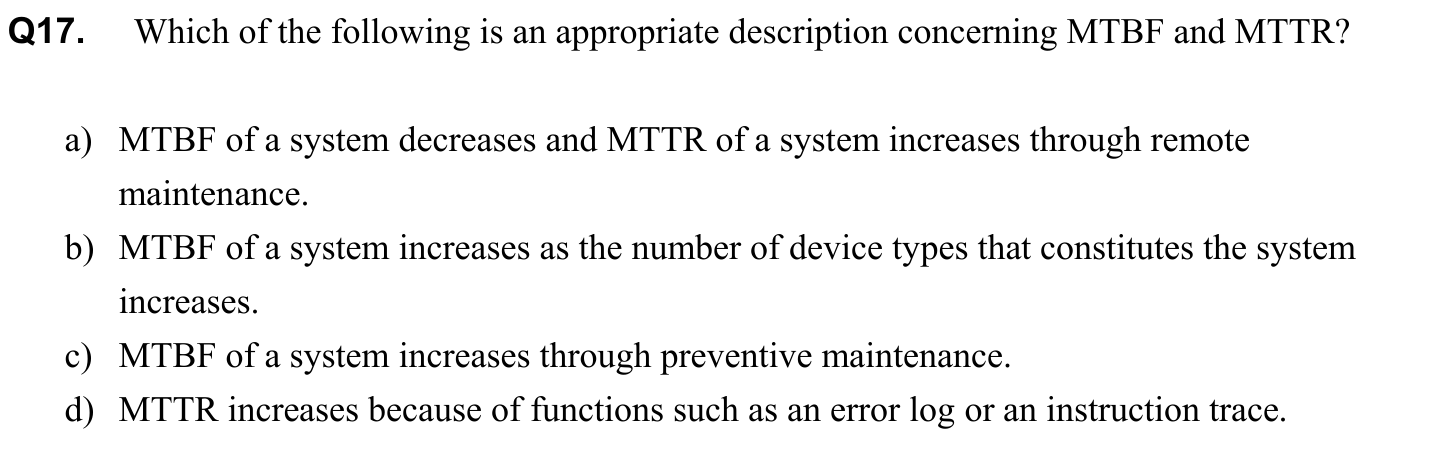 Q17. Which of the following is an appropriate description concerning MTBF and MTTR?
a) MTBF of a system decreases and MTTR of a system increases through remote
maintenance.
b) MTBF of a system increases as the number of device types that constitutes the system
increases.
c) MTBF of a system increases through preventive maintenance.
d) MTTR increases because of functions such as an error log or an instruction trace.